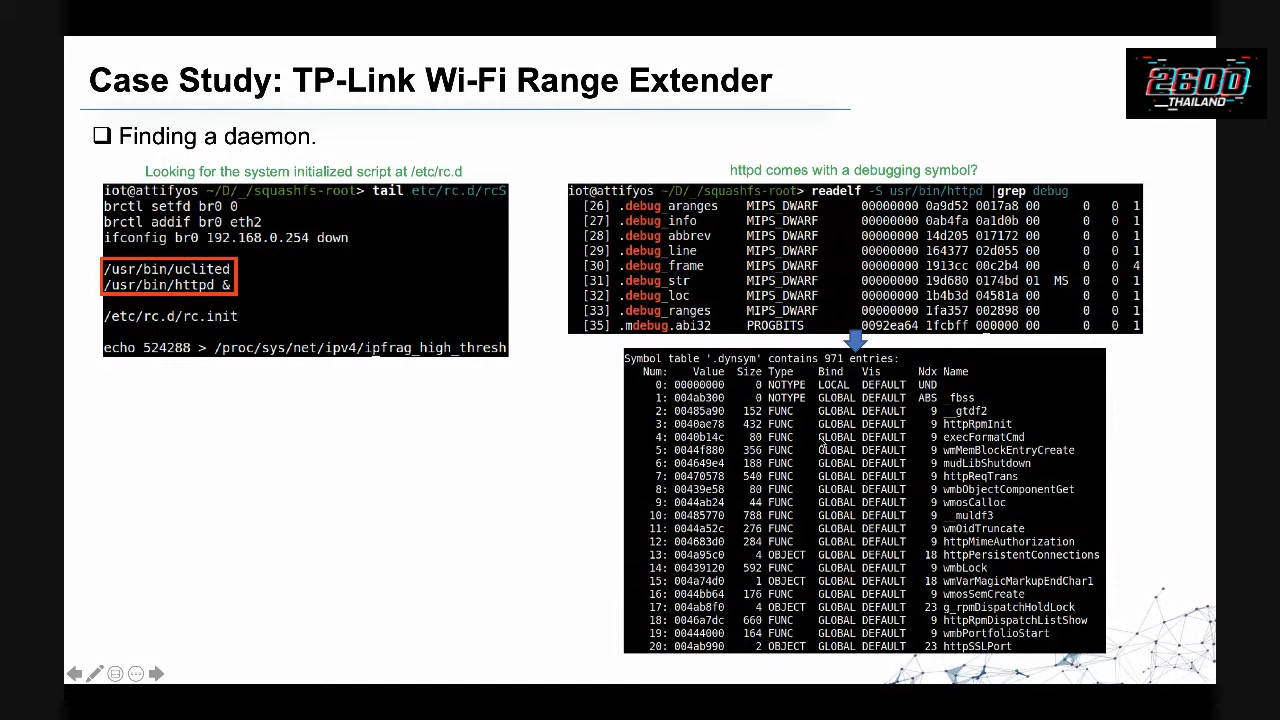 Case Study: TP-Link Wi-Fi Range Extender
2600
THAILAND
Finding a daemon.
Looking for the system initialized script at /etc/rc.d
iot@attifyos ~/D/_/squashfs-root> tail etc/rc.d/rcS
brctl setfd br0 0
brctl addif br0 eth2
ifconfig br0 192.168.0.254 down
/usr/bin/uclited
/usr/bin/httpd &
/etc/rc.d/rc.init
echo 524288 > /proc/sys/net/ipv4/ipfrag_high_thresh
httpd comes with a debugging symbol?
iot@attifyos ~/D/_/squashfs-root> readelf -S usr/bin/httpd |grep debug
[26] .debug_aranges MIPS_DWARF 00000000 0a9d52 0017a8 00 0 0 1
[27] .debug_info MIPS_DWARF 00000000 0ab4fa 0a1d0b 00 0 0 1
[28] .debug_abbrev MIPS_DWARF 00000000 14d205 017172 00 0 0 1
[29] .debug_line MIPS_DWARF 00000000 164377 02d055 00 0 0 1
[30] .debug_frame MIPS_DWARF 00000000 1913cc 00c2b4 00 0 0 4
[31] .debug_str MIPS_DWARF 00000000 19d680 0174bd 01 MS 0 0 1
[32] .debug_loc MIPS_DWARF 00000000 1b4b3d 04581a 00 0 0 1
[33] .debug_ranges MIPS_DWARF 00000000 1fa357 002898 00 0 0 1
[35] .mdebug.abi32 PROGBITS 0092ea64 1fcbff 000000 00 0 0 1
Symbol table '.dynsym' contains 971 entries:
Num: Value Size Type Bind Vis Ndx Name
0: 00000000 0 NOTYPE LOCAL DEFAULT UND
1: 004ab300 0 NOTYPE GLOBAL DEFAULT ABS _fbss
2: 00485a90 152 FUNC GLOBAL DEFAULT 9 __gtdf2
3: 0040ae78 432 FUNC GLOBAL DEFAULT 9 httpRpmInit
4: 0040b14c 80 FUNC GLOBAL DEFAULT 9 execFormatCmd
5: 0044f880 356 FUNC GLOBAL DEFAULT 9 wmMemBlockEntryCreate
6: 004649e4 188 FUNC GLOBAL DEFAULT 9 mudLibShutdown
7: 00470578 540 FUNC GLOBAL DEFAULT 9 httpReqTrans
8: 00439e58 80 FUNC GLOBAL DEFAULT 9 wmbObjectComponentGet
9: 0044ab24 44 FUNC GLOBAL DEFAULT 9 wmosCalloc
10: 00485770 788 FUNC GLOBAL DEFAULT 9 __muldf3
11: 0044a52c 276 FUNC GLOBAL DEFAULT 9 wmOidTruncate
12: 004683d0 284 FUNC GLOBAL DEFAULT 9 httpMimeAuthorization
13: 004a95c0 4 OBJECT GLOBAL DEFAULT 18 httpPersistentConnections
14: 00439120 592 FUNC GLOBAL DEFAULT 9 wmbLock
15: 004a74d0 1 OBJECT GLOBAL DEFAULT 18 wmVarMagicMarkupEndChar1
16: 0044bb64 176 FUNC GLOBAL DEFAULT 9 wmosSemCreate
17: 004ab8f0 4 OBJECT GLOBAL DEFAULT 23 g_rpmDispatchHoldLock
18: 0046a7dc 660 FUNC GLOBAL DEFAULT 9 httpRpmDispatchListShow
19: 00444000 164 FUNC GLOBAL DEFAULT 9 wmbPortfolioStart
20: 004ab990 2 OBJECT GLOBAL DEFAULT 23 httpSSLPort